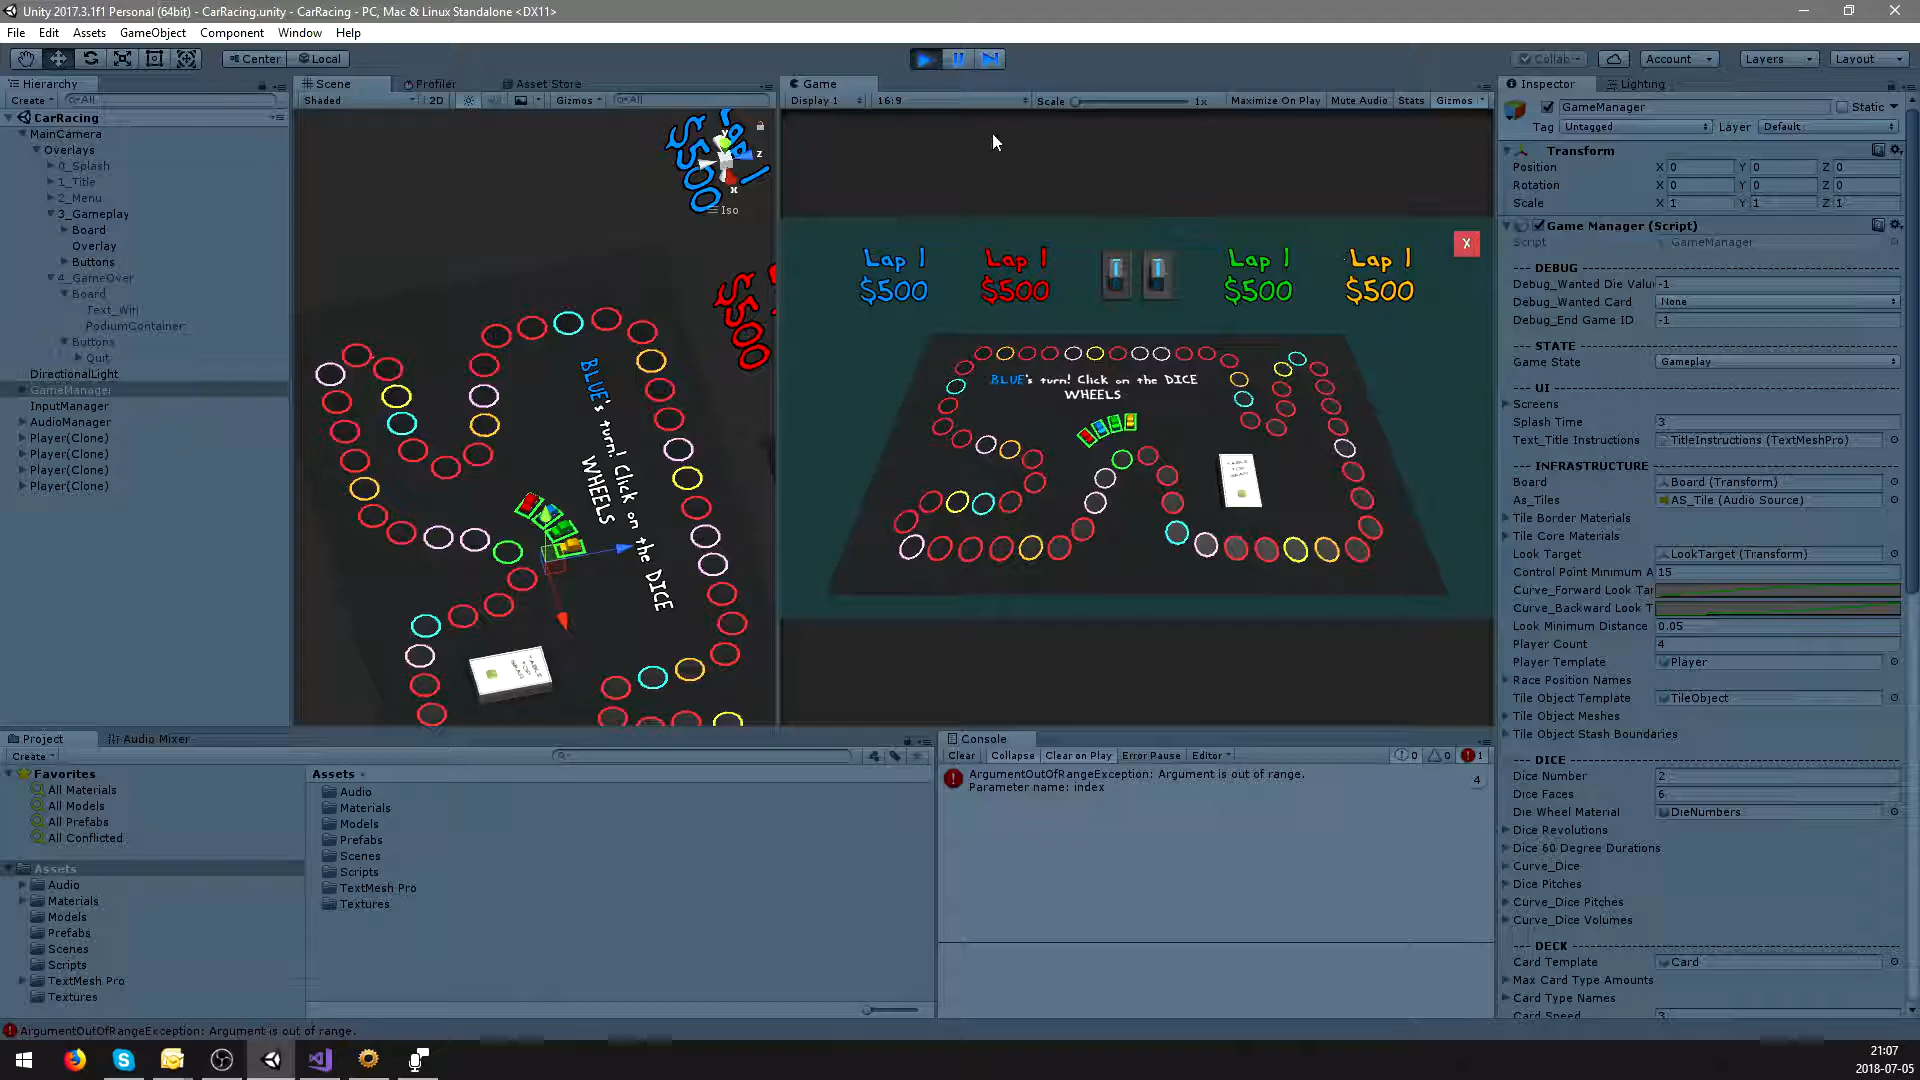 Unity 2017.3.1f1 Personal (64bit) - CarRacing.unity - CarRacing - PC, Mac & Linux Standalone <DX11>
File Edit Assets GameObject Component Window Help
Center Local
Collab Account Layers Layout
Hierarchy
Create All
CarRacing
MainCamera
Overlays
0_Splash
1_Title
2_Menu
3_Gameplay
Board
Overlay
Buttons
4_GameOver
Board
Text_Win
PodiumContainer
Buttons
Quit
DirectionalLight
GameManager
InputManager
AudioManager
Player(Clone)
Player(Clone)
Player(Clone)
Player(Clone)
Scene Profiler Asset Store
Shaded 2D Gizmos All
$500
y
z
x
Iso
$500
BLUE's turn! Click on the DICE
WHEELS
TABLE
TOP
Game
Display 1 16:9 Scale 1x Maximize On Play Mute Audio Stats Gizmos
X
Lap 1 Lap 1 Lap 1 Lap 1
$500 $500 $500 $500
BLUE's turn! Click on the DICE
WHEELS
TABLE
TOP
Inspector Lighting
GameManager Static
Tag Untagged Layer Default
Transform
Position X 0 Y 0 Z 0
Rotation X 0 Y 0 Z 0
Scale X 1 Y 1 Z 1
Game Manager (Script)
Script GameManager
--- DEBUG
Debug_Wanted Die Valu -1
Debug_Wanted Card None
Debug_End Game ID -1
--- STATE
Game State Gameplay
--- UI
Screens
Splash Time 3
Text_Title Instructions TitleInstructions (TextMeshPro)
--- INFRASTRUCTURE
Board Board (Transform)
As_Tiles AS_Tile (Audio Source)
Tile Border Materials
Tile Core Materials
Look Target LookTarget (Transform)
Control Point Minimum A 15
Curve_Forward Look Tar
Curve_Backward Look T
Look Minimum Distance 0.05
Player Count 4
Player Template Player
Race Position Names
Tile Object Template TileObject
Tile Object Meshes
Tile Object Stash Boundaries
--- DICE
Dice Number 2
Dice Faces 6
Die Wheel Material DieNumbers
Dice Revolutions
Dice 60 Degree Durations
Curve_Dice
Dice Pitches
Curve_Dice Pitches
Curve_Dice Volumes
--- DECK
Card Template Card
Max Card Type Amounts
Card Type Names
Card Speed 3
Project Audio Mixer
Create
Favorites
All Materials
All Models
All Prefabs
All Conflicted
Assets
Audio
Materials
Models
Prefabs
Scenes
Scripts
TextMesh Pro
Textures
Assets
Audio
Materials
Models
Prefabs
Scenes
Scripts
TextMesh Pro
Textures
Console
Clear Collapse Clear on Play Error Pause Editor 0 0 1
ArgumentOutOfRangeException: Argument is out of range.
Parameter name: index
4
ArgumentOutOfRangeException: Argument is out of range.
21:07
2018-07-05